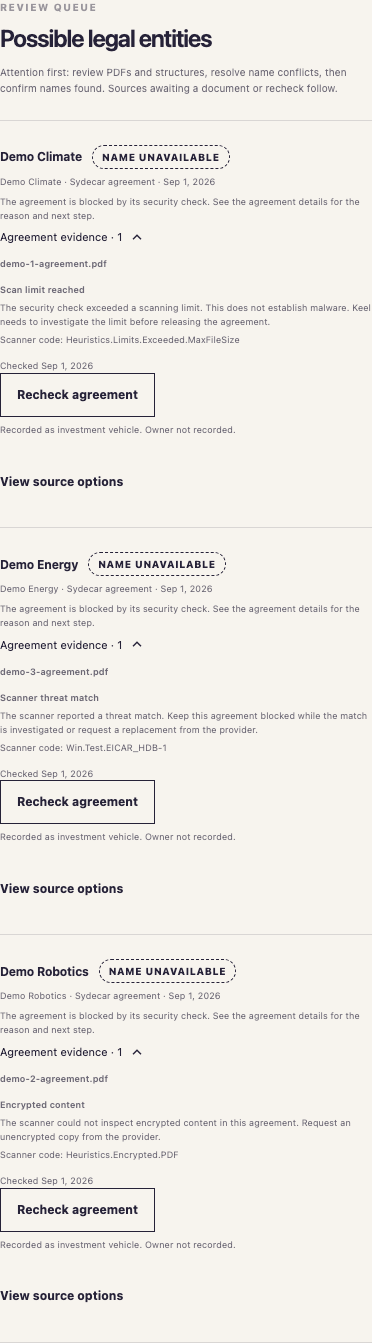 REVIEW QUEUE
Possible legal entities
Attention first: review PDFs and structures, resolve name conflicts, then
confirm names found. Sources awaiting a document or recheck follow.
Demo Climate NAME UNAVAILABLE
Demo Climate · Sydecar agreement · Sep 1, 2026
The agreement is blocked by its security check. See the agreement details for the
reason and next step.
Agreement evidence · 1
demo-1-agreement.pdf
Scan limit reached
The security check exceeded a scanning limit. This does not establish malware. Keel
needs to investigate the limit before releasing the agreement.
Scanner code: Heuristics.Limits.Exceeded.MaxFileSize
Checked Sep 1, 2026
Recheck agreement
Recorded as investment vehicle. Owner not recorded.
View source options
Demo Energy NAME UNAVAILABLE
Demo Energy · Sydecar agreement · Sep 1, 2026
The agreement is blocked by its security check. See the agreement details for the
reason and next step.
Agreement evidence · 1
demo-3-agreement.pdf
Scanner threat match
The scanner reported a threat match. Keep this agreement blocked while the match
is investigated or request a replacement from the provider.
Scanner code: Win.Test.EICAR_HDB-1
Checked Sep 1, 2026
Recheck agreement
Recorded as investment vehicle. Owner not recorded.
View source options
Demo Robotics NAME UNAVAILABLE
Demo Robotics · Sydecar agreement · Sep 1, 2026
The agreement is blocked by its security check. See the agreement details for the
reason and next step.
Agreement evidence · 1
demo-2-agreement.pdf
Encrypted content
The scanner could not inspect encrypted content in this agreement. Request an
unencrypted copy from the provider.
Scanner code: Heuristics.Encrypted.PDF
Checked Sep 1, 2026
Recheck agreement
Recorded as investment vehicle. Owner not recorded.
View source options